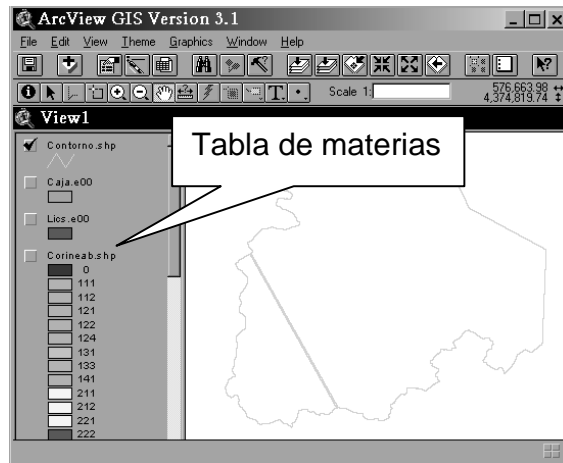 ArcView GIS Version 3.1
File Edit View Theme Graphics Window Help
Scale 1: 576,663.98
4,374,819.74
View1
Tabla de materias
Contorno.shp
Caja.e00
Lics.e00
Corineab.shp
0
111
112
121
122
124
131
133
141
211
212
221
222